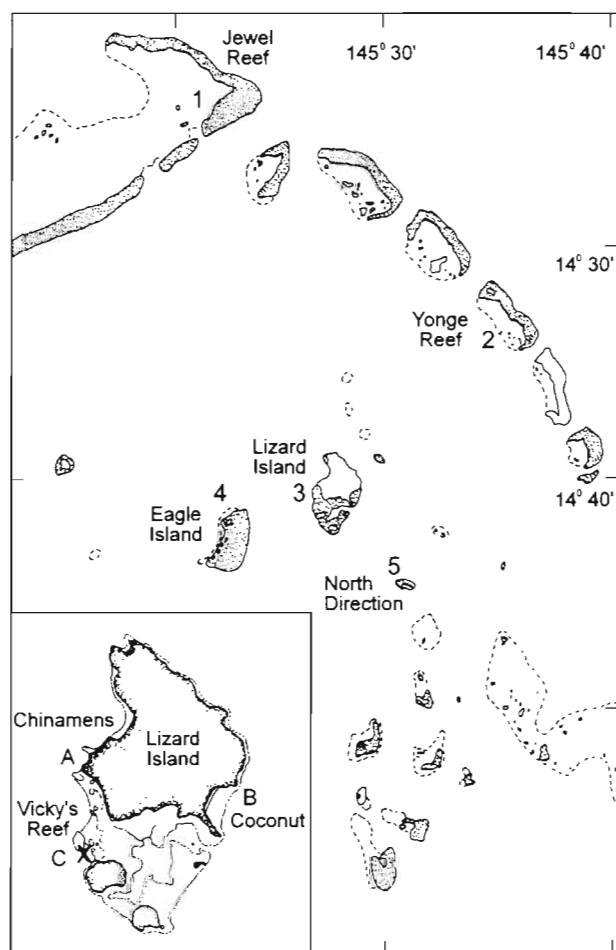 Jewel
Reef
145° 30'
145° 40'
1
14° 30'
Yonge
Reef
2
Lizard
Island
3
14° 40'
4
Eagle
Island
5
North
Direction
Chinamens
A
Lizard
Island
B
Vicky's
Reef
Coconut
C